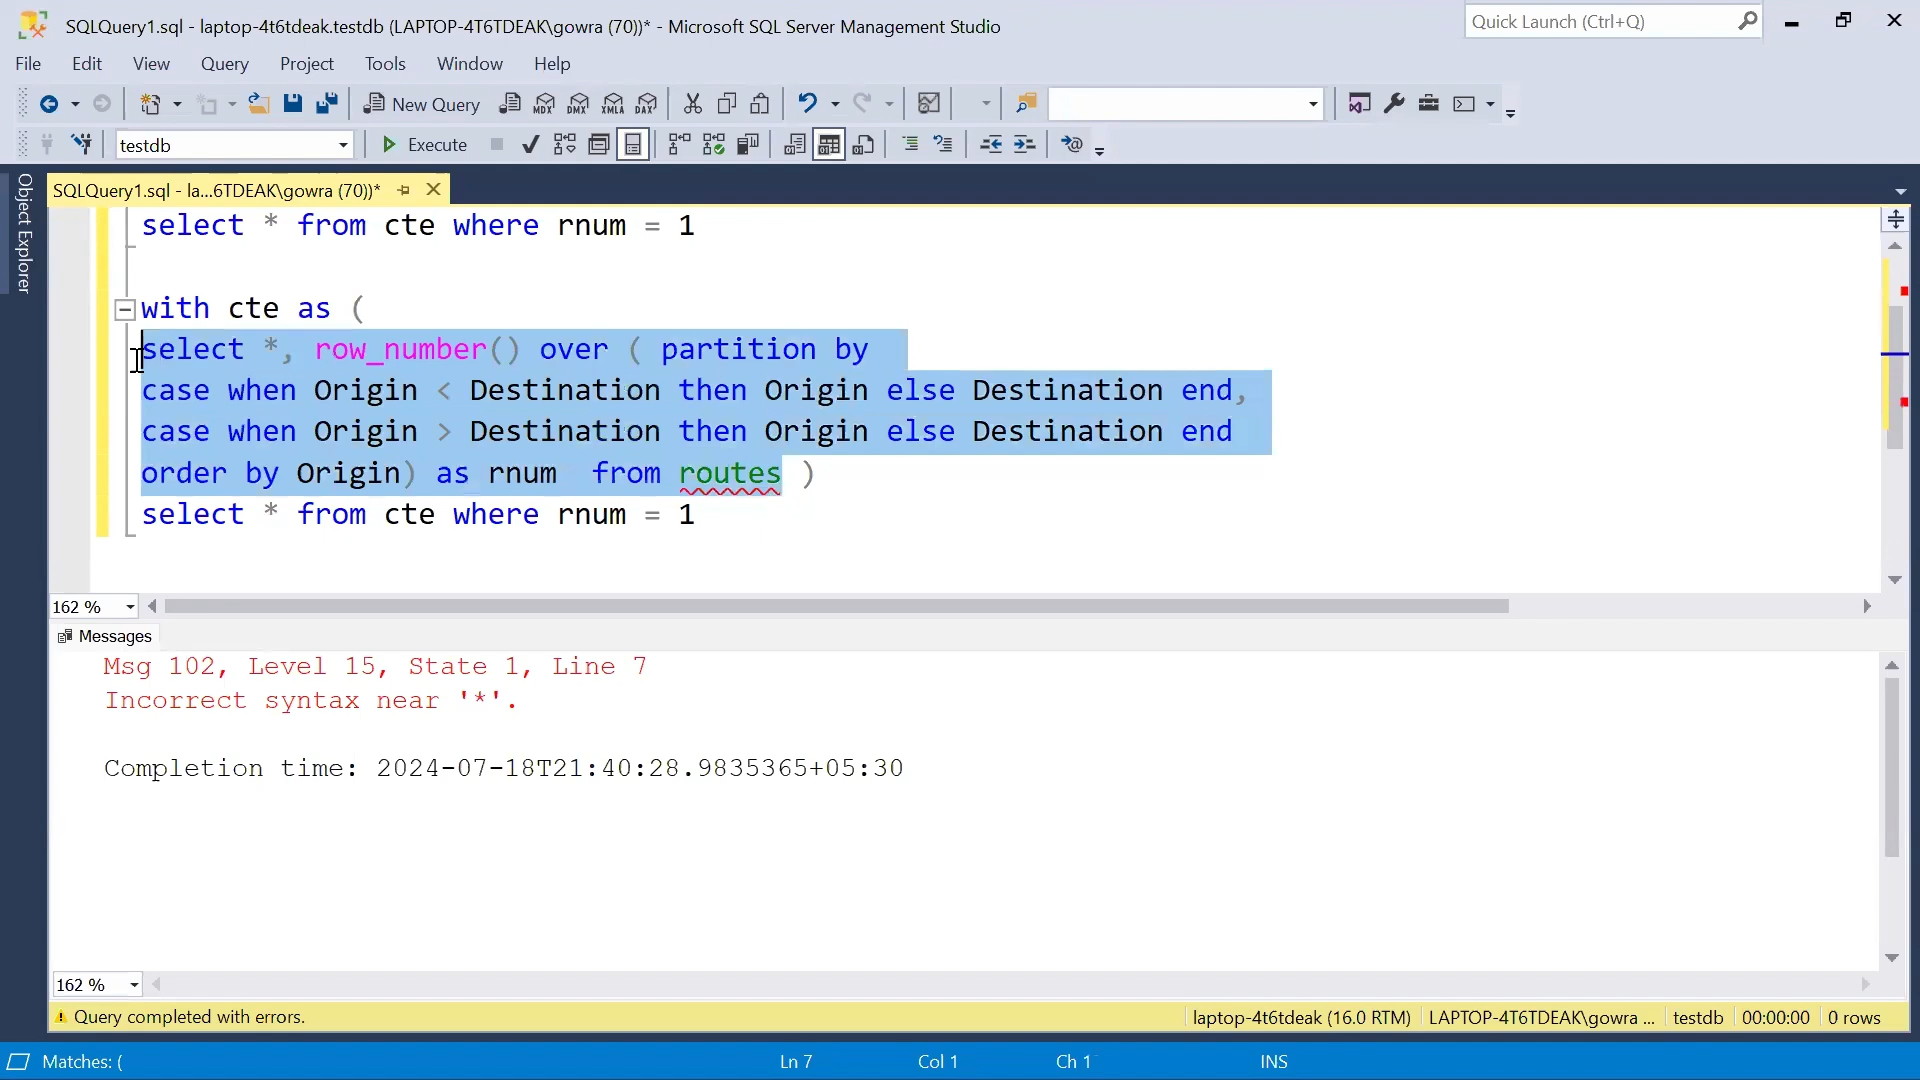 SQLQuery1.sql - laptop-4t6tdeak.testdb (LAPTOP-4T6TDEAK\gowra (70))* - Microsoft SQL Server Management Studio
Quick Launch (Ctrl+Q)
File Edit View Query Project Tools Window Help
New Query MDX DMX XMLA DAX
testdb Execute
Object Explorer
SQLQuery1.sql - la...6TDEAK\gowra (70))*
select * from cte where rnum = 1
with cte as (
select *, row_number() over ( partition by
case when Origin < Destination then Origin else Destination end,
case when Origin > Destination then Origin else Destination end
order by Origin) as rnum  from routes )
select * from cte where rnum = 1
162 %
Messages
Msg 102, Level 15, State 1, Line 7
Incorrect syntax near '*'.
Completion time: 2024-07-18T21:40:28.9835365+05:30
162 %
Query completed with errors. laptop-4t6tdeak (16.0 RTM) LAPTOP-4T6TDEAK\gowra ... testdb 00:00:00 0 rows
Matches: ( Ln 7 Col 1 Ch 1 INS